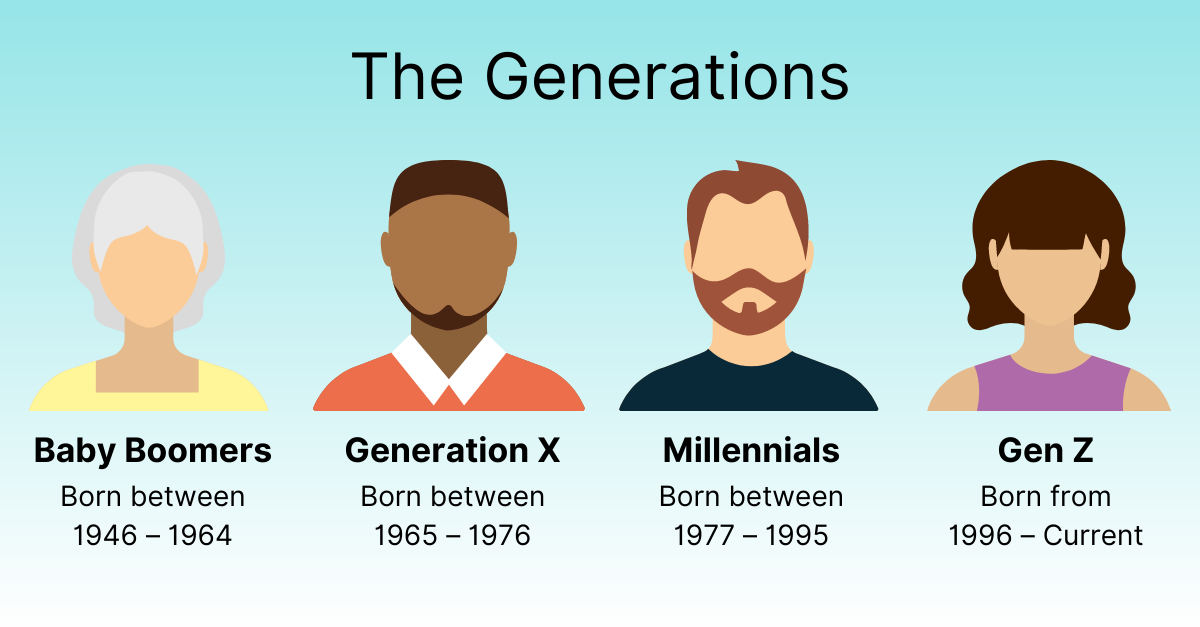 The Generations
Baby Boomers
Born between
1946 – 1964
Generation X
Born between
1965 – 1976
Millennials
Born between
1977 – 1995
Gen Z
Born from
1996 – Current